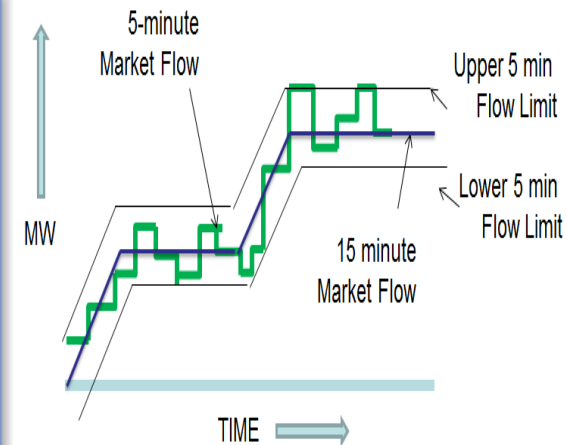 5-minute
Market Flow
Upper 5 min
Flow Limit
Lower 5 min
Flow Limit
MW
15 minute
Market Flow
TIME